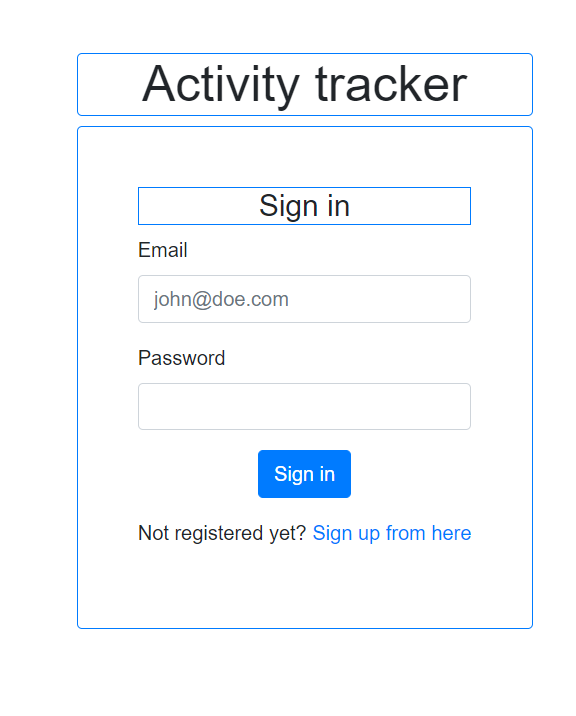 Activity tracker
Sign in
Email
john@doe.com
Password
Sign in
Not registered yet? Sign up from here